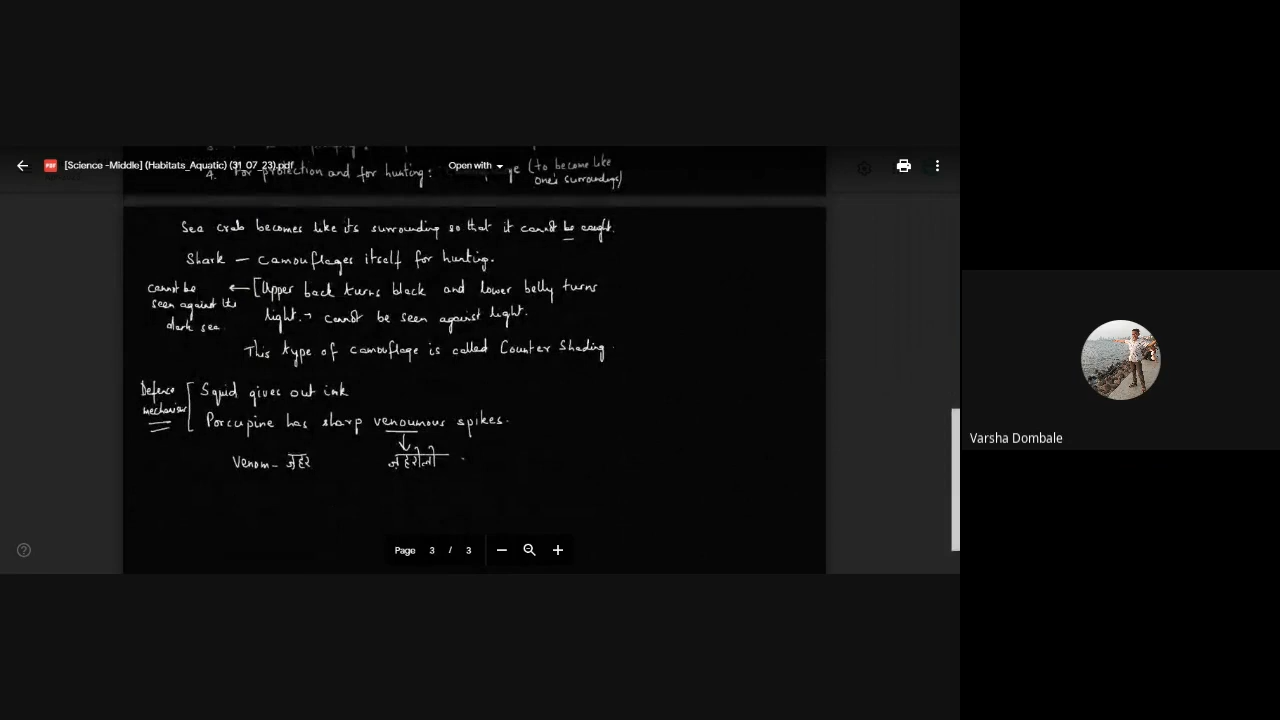 [Science -Middle] (Habitats_Aquatic) (31_07_23).pdf
Open with
4. For protection and for hunting: (to become like
one's surroundings)
Sea crab becomes like its surrounding so that it cannot be caught.
Shark – camouflages itself for hunting.
cannot be seen against the dark sea ← [Upper back turns black and lower belly turns
light. → cannot be seen against light.
This type of camouflage is called Counter Shading.
Defence mechanism
Squid gives out ink
Porcupine has sharp venoumous spikes.
Venom – ज़हर
ज़हरीली
Page 3 / 3
Varsha Dombale